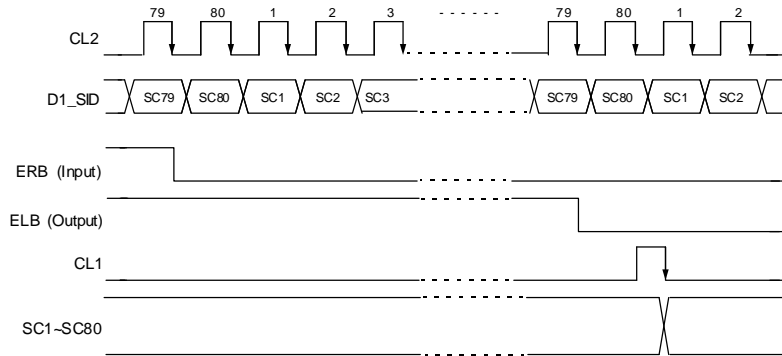 79 80 1 2 3 79 80 1 2
CL2
D1_SID SC79 SC80 SC1 SC2 SC3 SC79 SC80 SC1 SC2
ERB (Input)
ELB (Output)
CL1
SC1~SC80